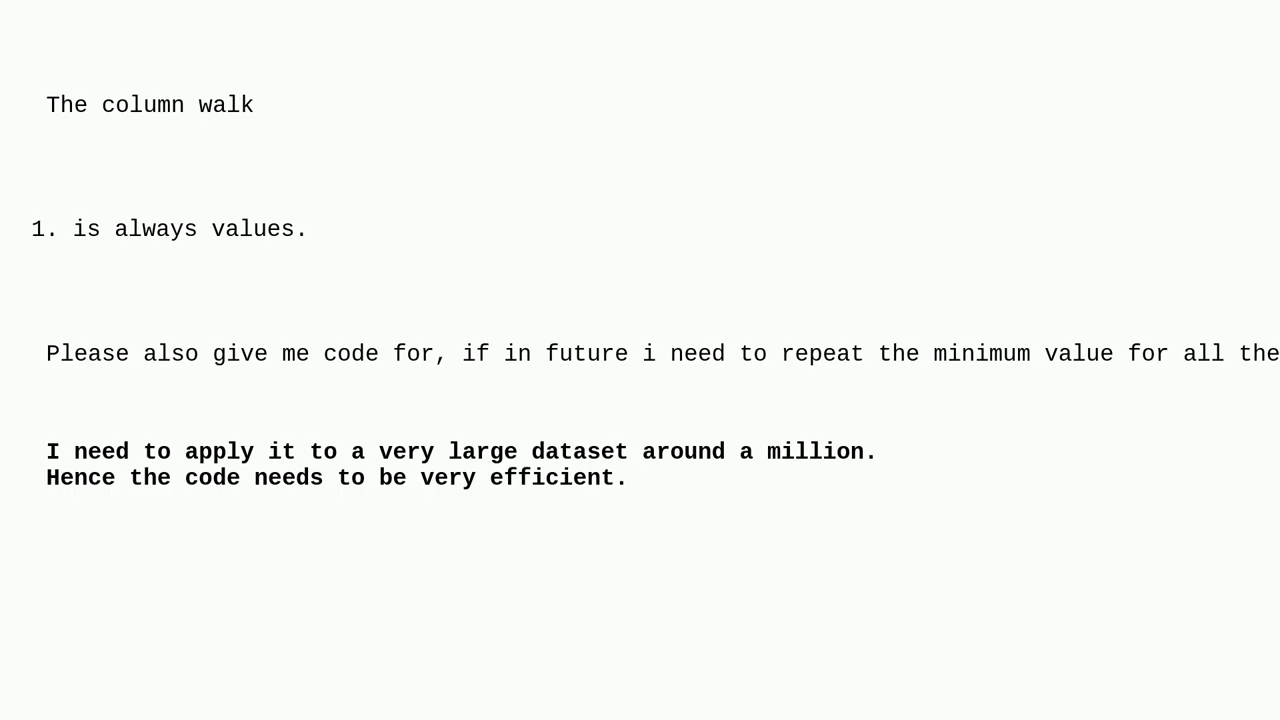 The column walk
1. is always values.
Please also give me code for, if in future i need to repeat the minimum value for all the
I need to apply it to a very large dataset around a million.
Hence the code needs to be very efficient.